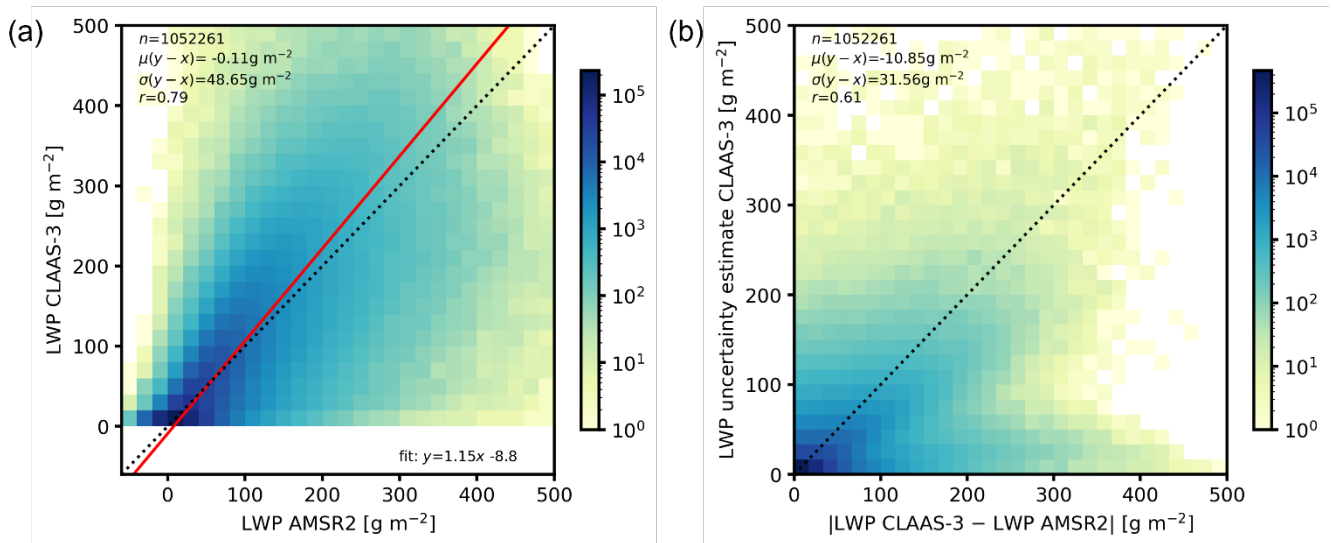 (a)
n=1052261
μ(y − x)= -0.11g m⁻²
σ(y − x)=48.65g m⁻²
r=0.79
500
400
300
200
100
0
LWP CLAAS-3 [g m⁻²]
fit: y=1.15x -8.8
0 100 200 300 400 500
LWP AMSR2 [g m⁻²]
10⁵
10⁴
10³
10²
10¹
10⁰
(b)
n=1052261
μ(y − x)=-10.85g m⁻²
σ(y − x)=31.56g m⁻²
r=0.61
500
400
300
200
100
0
LWP uncertainty estimate CLAAS-3 [g m⁻²]
0 100 200 300 400 500
|LWP CLAAS-3 − LWP AMSR2| [g m⁻²]
10⁵
10⁴
10³
10²
10¹
10⁰